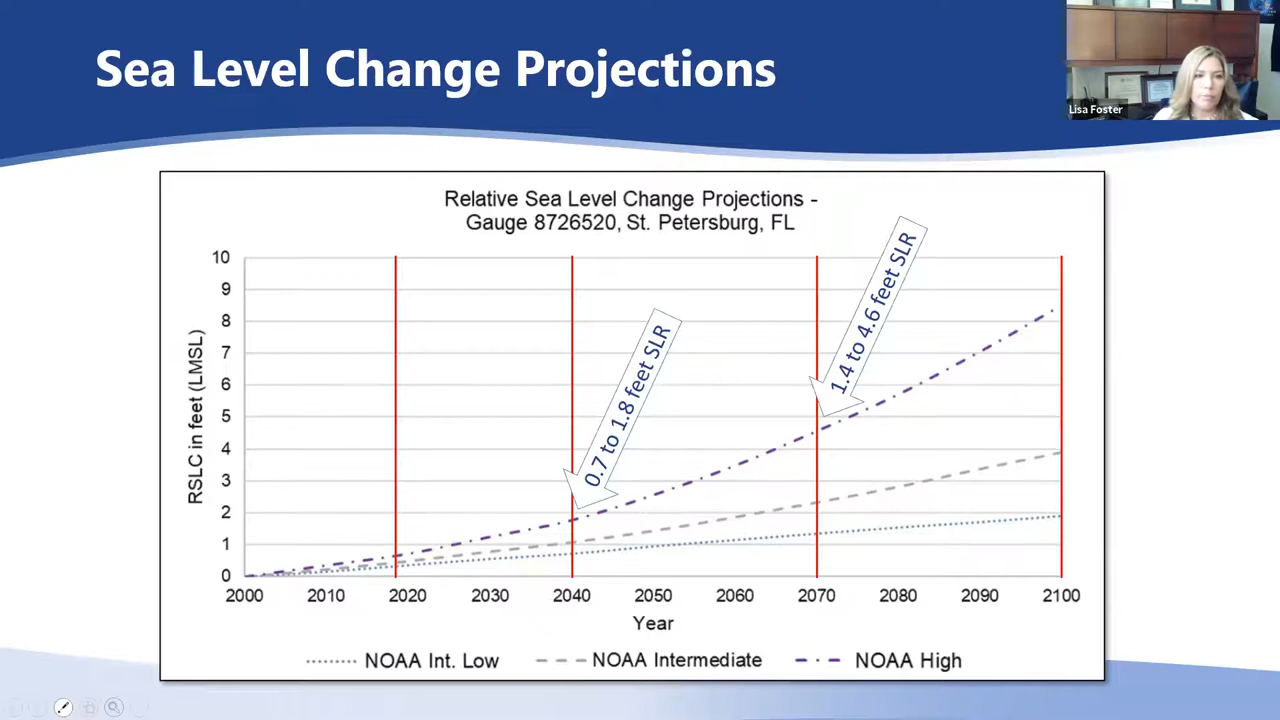 Sea Level Change Projections
Lisa Foster
Relative Sea Level Change Projections -
Gauge 8726520, St. Petersburg, FL
10
9
8
7
6
5
4
3
2
1
0
RSLC in feet (LMSL)
0.7 to 1.8 feet SLR
1.4 to 4.6 feet SLR
2000 2010 2020 2030 2040 2050 2060 2070 2080 2090 2100
Year
NOAA Int. Low NOAA Intermediate NOAA High